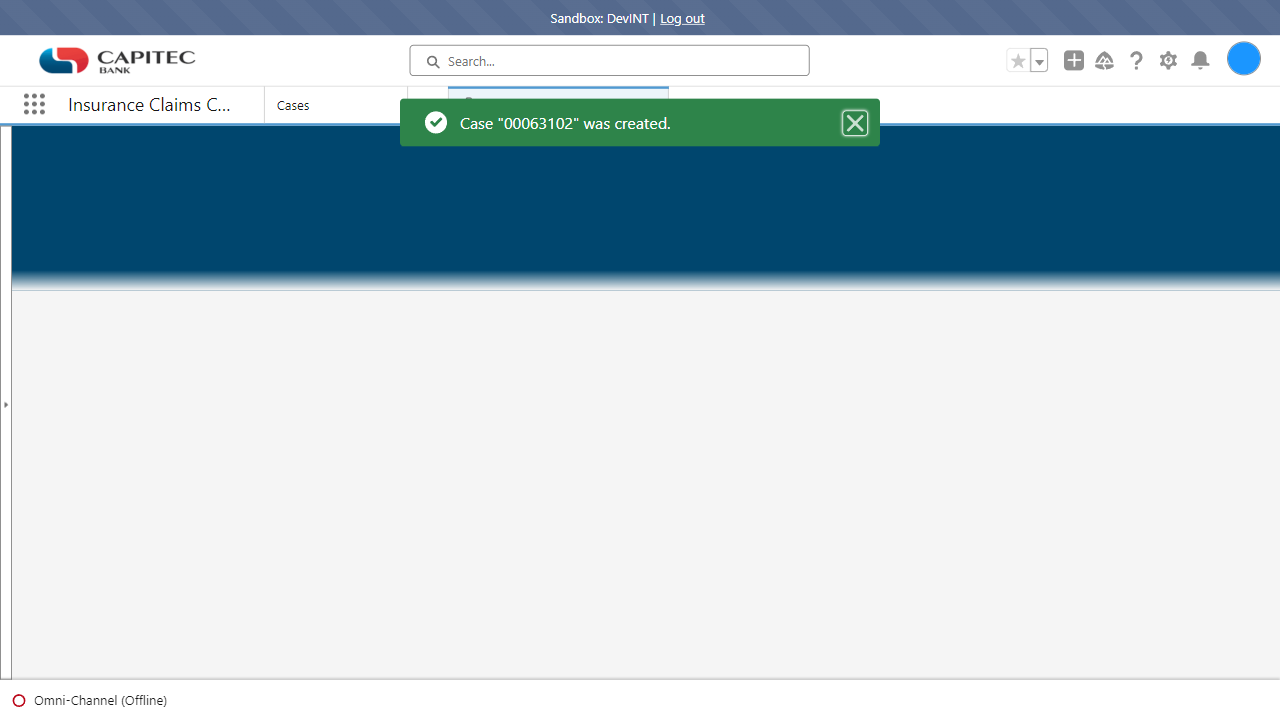 Sandbox: DevINT | Log out
CAPITEC
BANK
Search...
Insurance Claims C...
Cases
Case "00063102" was created.
Omni-Channel (Offline)